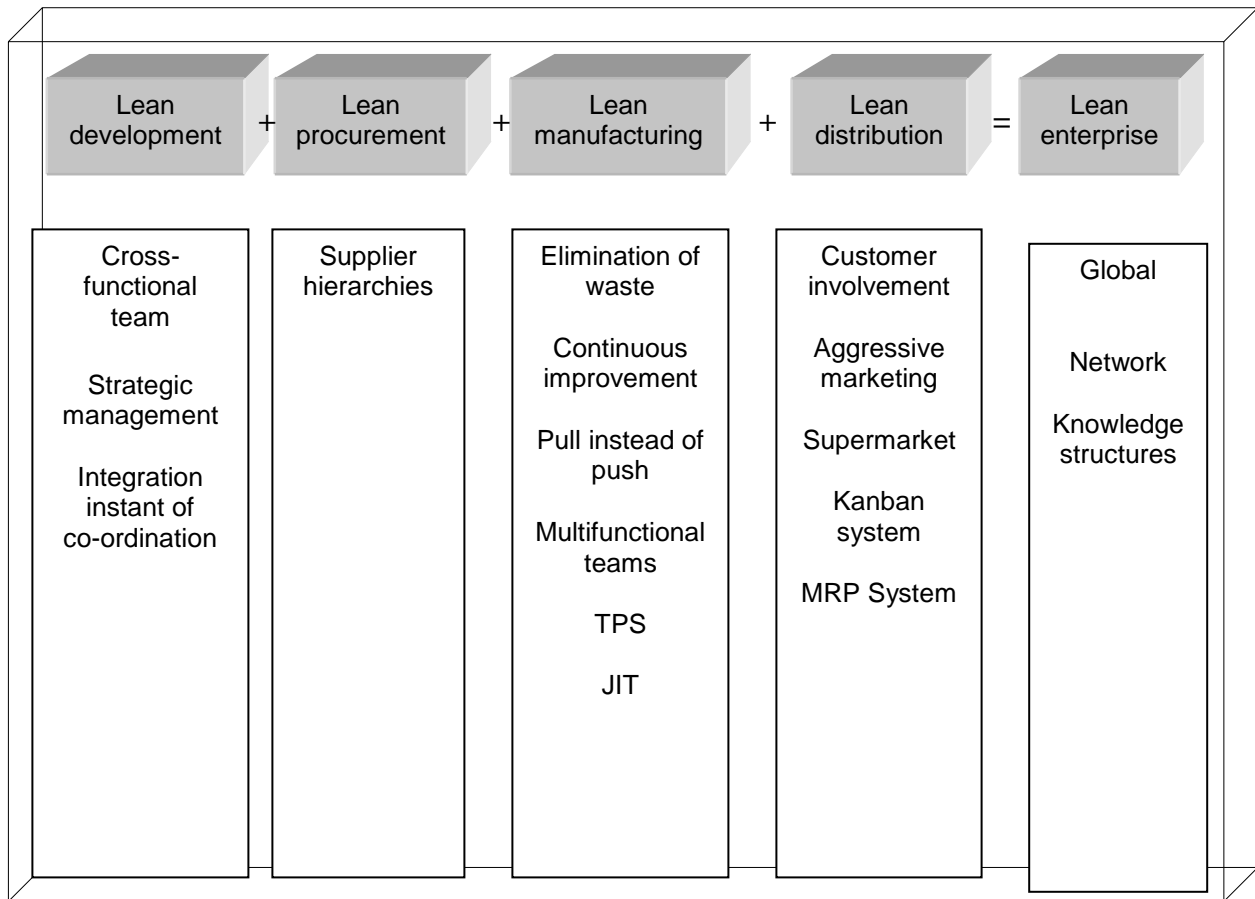 Lean
development
+
Lean
procurement
+
Lean
manufacturing
+
Lean
distribution
=
Lean
enterprise
Cross-
functional
team
Strategic
management
Integration
instant of
co-ordination
Supplier
hierarchies
Elimination of
waste
Continuous
improvement
Pull instead of
push
Multifunctional
teams
TPS
JIT
Customer
involvement
Aggressive
marketing
Supermarket
Kanban
system
MRP System
Global
Network
Knowledge
structures